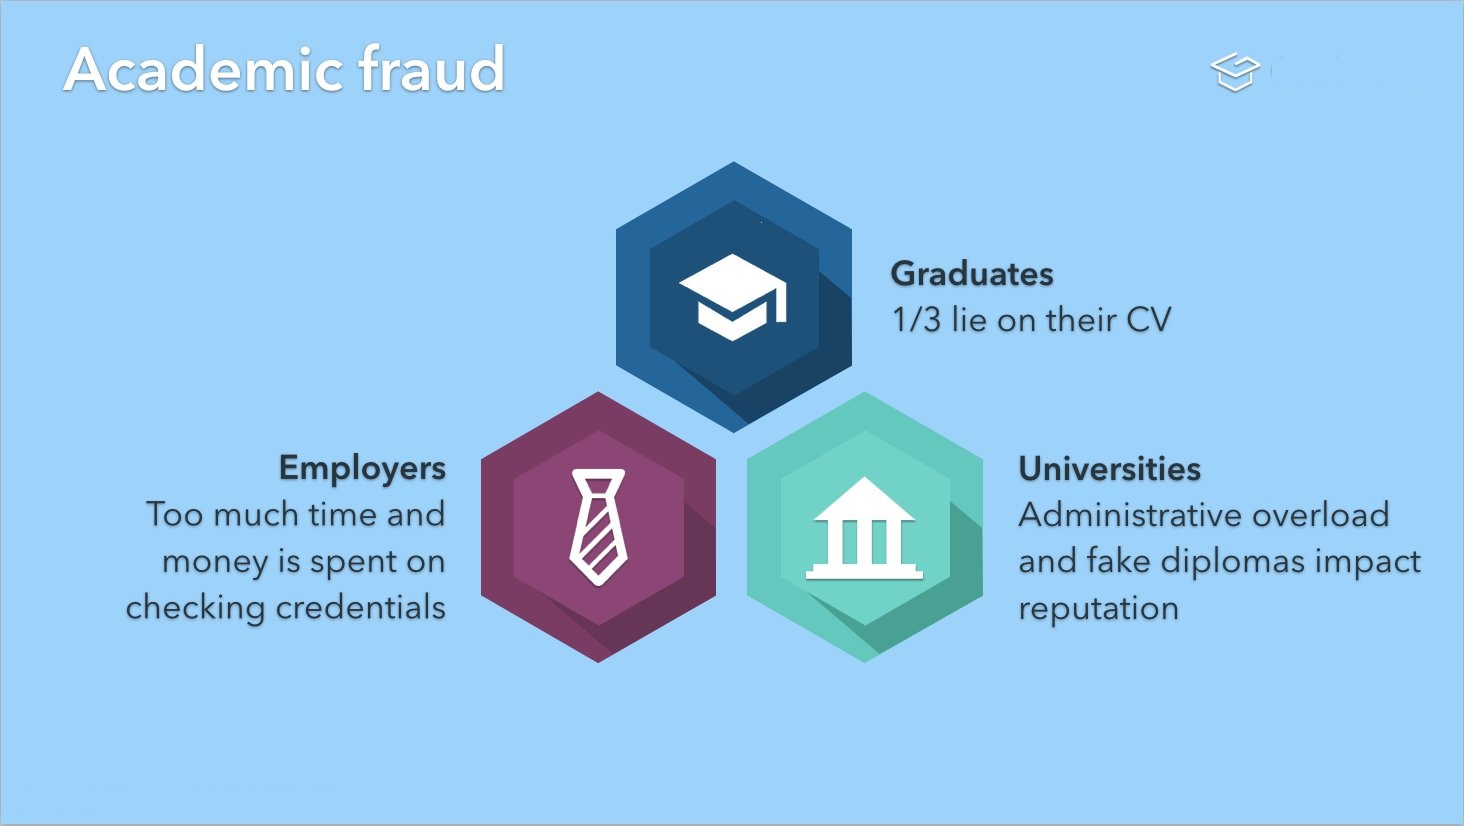 Academic fraud
Graduates
1/3 lie on their CV
Employers
Too much time and
money is spent on
checking credentials
Universities
Administrative overload
and fake diplomas impact
reputation